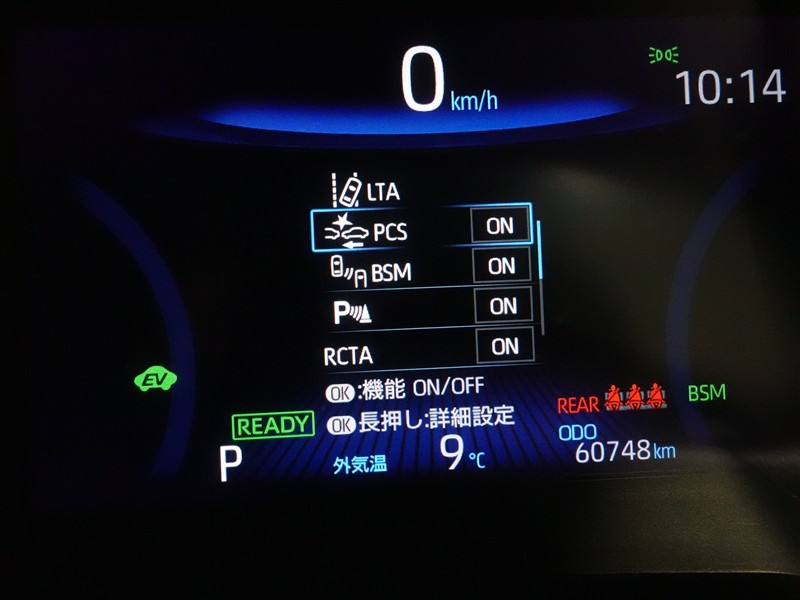 0 km/h
10:14
LTA
PCS ON
BSM ON
P ON
RCTA ON
OK:機能 ON/OFF
OK長押し:詳細設定
EV
READY
REAR
BSM
P
外気温 9℃
ODO
60748km